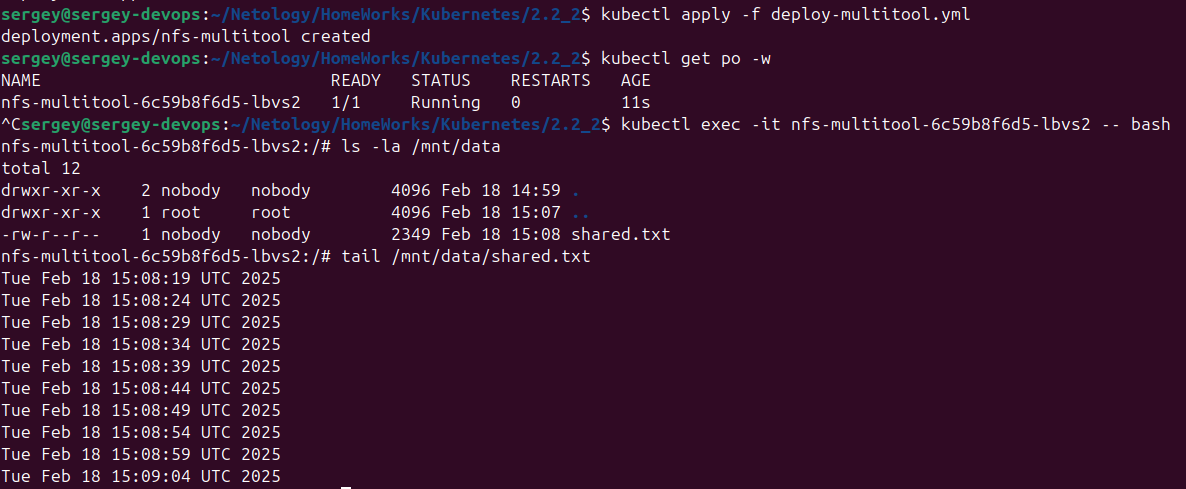 sergey@sergey-devops:~/Netology/HomeWorks/Kubernetes/2.2_2$ kubectl apply -f deploy-multitool.yml
deployment.apps/nfs-multitool created
sergey@sergey-devops:~/Netology/HomeWorks/Kubernetes/2.2_2$ kubectl get po -w
NAME                             READY   STATUS    RESTARTS   AGE
nfs-multitool-6c59b8f6d5-lbvs2   1/1     Running   0          11s
^Csergey@sergey-devops:~/Netology/HomeWorks/Kubernetes/2.2_2$ kubectl exec -it nfs-multitool-6c59b8f6d5-lbvs2 -- bash
nfs-multitool-6c59b8f6d5-lbvs2:/# ls -la /mnt/data
total 12
drwxr-xr-x    2 nobody   nobody        4096 Feb 18 14:59 .
drwxr-xr-x    1 root     root          4096 Feb 18 15:07 ..
-rw-r--r--    1 nobody   nobody        2349 Feb 18 15:08 shared.txt
nfs-multitool-6c59b8f6d5-lbvs2:/# tail /mnt/data/shared.txt
Tue Feb 18 15:08:19 UTC 2025
Tue Feb 18 15:08:24 UTC 2025
Tue Feb 18 15:08:29 UTC 2025
Tue Feb 18 15:08:34 UTC 2025
Tue Feb 18 15:08:39 UTC 2025
Tue Feb 18 15:08:44 UTC 2025
Tue Feb 18 15:08:49 UTC 2025
Tue Feb 18 15:08:54 UTC 2025
Tue Feb 18 15:08:59 UTC 2025
Tue Feb 18 15:09:04 UTC 2025